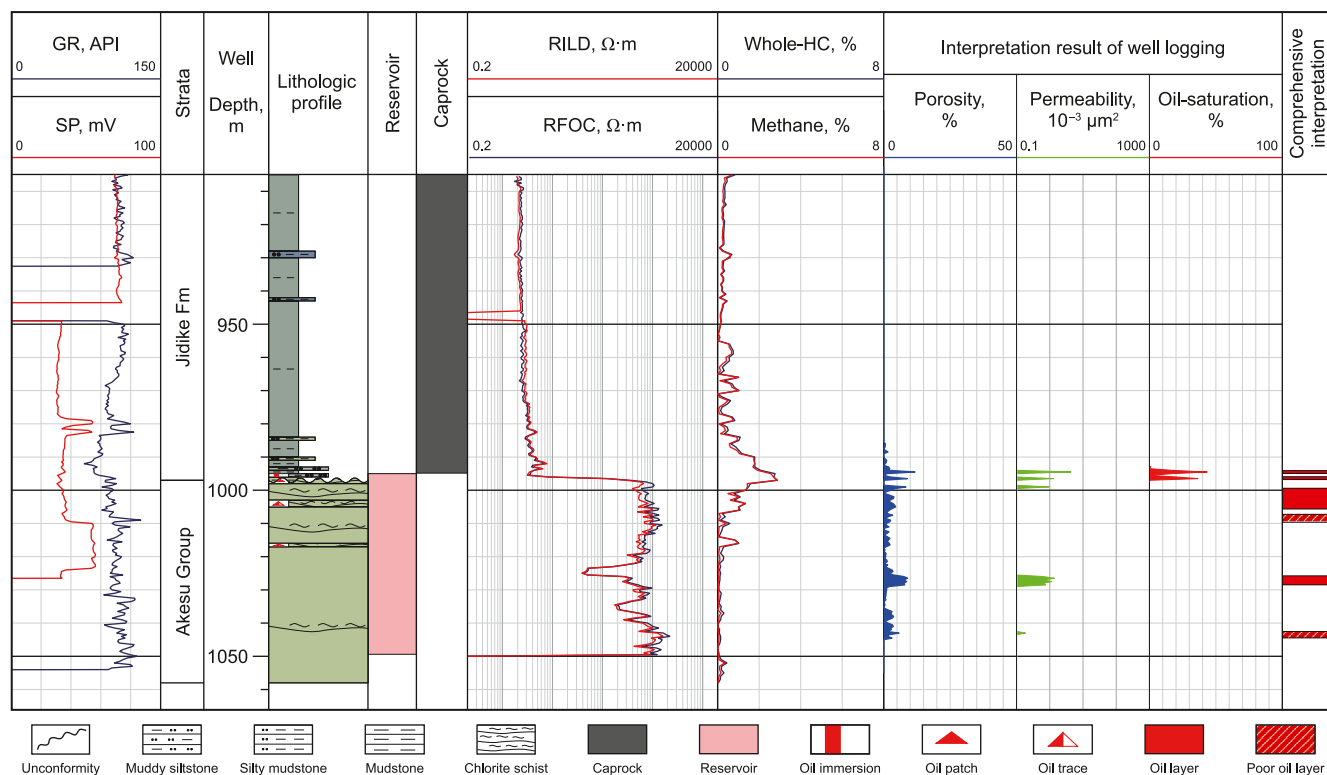 GR, API
0 150
SP, mV
0 100
Strata
Well
Depth,
m
Lithologic
profile
Reservoir
Caprock
RILD, Ω·m
0.2 20000
RFOC, Ω·m
0.2 20000
Whole-HC, %
0 8
Methane, %
0 8
Interpretation result of well logging
Porosity,
%
0 50
Permeability,
10⁻³ μm²
0.1 1000
Oil-saturation,
%
0 100
Comprehensive
interpretation
Jidike Fm
Akesu Group
950
1000
1050
Unconformity
Muddy siltstone
Silty mudstone
Mudstone
Chlorite schist
Caprock
Reservoir
Oil immersion
Oil patch
Oil trace
Oil layer
Poor oil layer